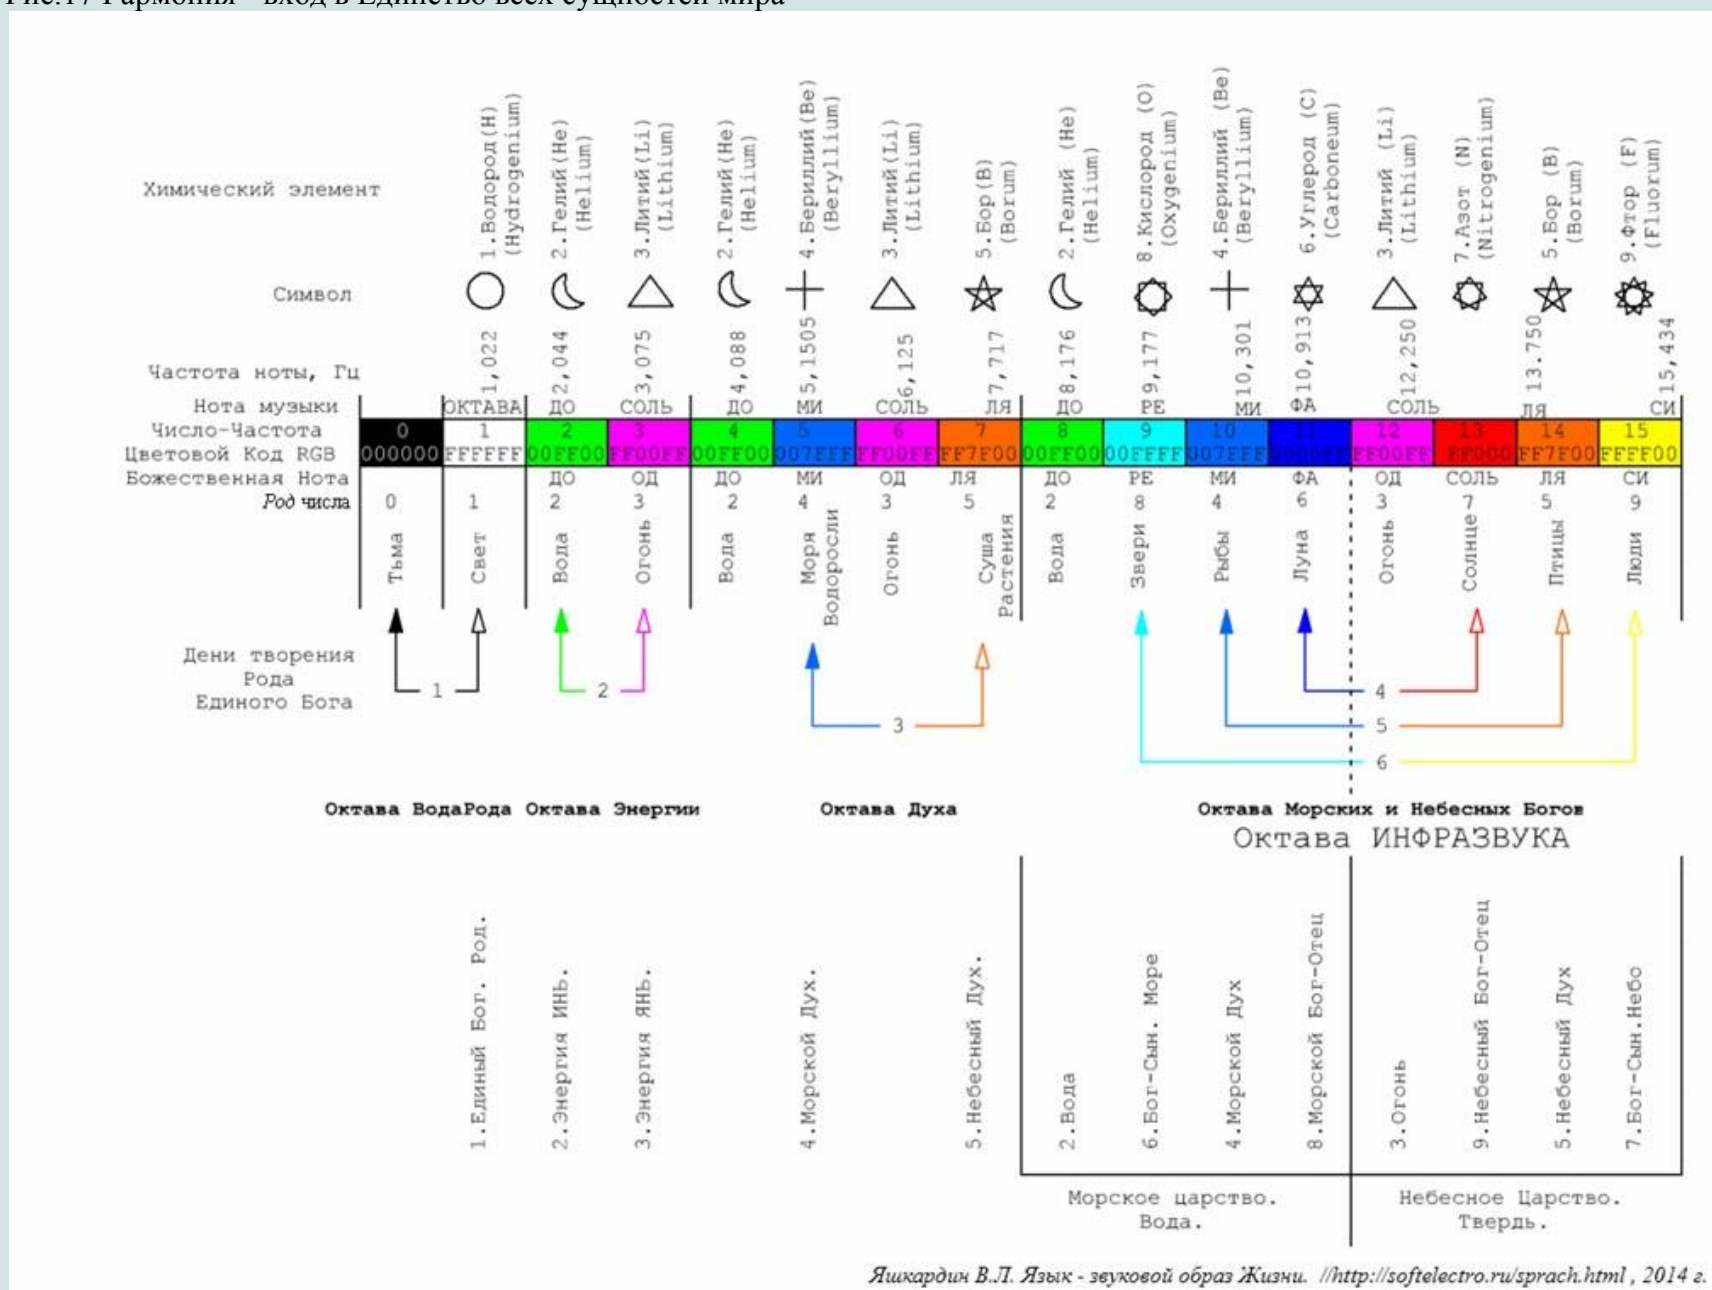 Рис.17 Гармония - вход в Единство всех сущностей мира
Химический элемент
1.Водород(H)
(Hydrogenium)
2.Гелий(He)
(Helium)
3.Литий(Li)
(Lithium)
2.Гелий(He)
(Helium)
4.Бериллий(Be)
(Beryllium)
3.Литий(Li)
(Lithium)
5.Бор(B)
(Borum)
2.Гелий (He)
(Helium)
8.Кислород (O)
(Oxygenium)
4.Бериллий (Be)
(Beryllium)
6.Углерод (C)
(Carboneum)
3.Литий (Li)
(Lithium)
7.Азот (N)
(Nitrogenium)
5.Бор (B)
(Borum)
9.Фтор (F)
(Fluorum)
Символ
Частота ноты, Гц
1,022 2,044 3,075 4,088 5,1505 6,125 7,717 8,176 9,177 10,301 10,913 12,250 13.750 15,434
Нота музыки ОКТАВА ДО СОЛЬ ДО МИ СОЛЬ ЛЯ ДО РЕ МИ ФА СОЛЬ ЛЯ СИ
Число-Частота 0 1 2 3 4 5 6 7 8 9 10 11 12 13 14 15
Цветовой Код RGB 000000 FFFFFF 00FF00 FF00FF 00FF00 007FFF FF00FF FF7F00 00FF00 00FFFF 007FFF 0000FF FF00FF FF000 FF7F00 FFFF00
Божественная Нота ДО ОД ДО МИ ОД ЛЯ ДО РЕ МИ ФА ОД СОЛЬ ЛЯ СИ
Род числа 0 1 2 3 2 4 3 5 2 8 4 6 3 7 5 9
Тьма
Свет
Вода
Огонь
Вода
Моря
Водоросли
Огонь
Суша
Растения
Вода
Звери
Рыбы
Луна
Огонь
Солнце
Птицы
Люди
Дени творения
Рода
Единого Бога
1
2
3
4
5
6
Октава ВодаРода Октава Энергии Октава Духа Октава Морских и Небесных Богов
Октава ИНФРАЗВУКА
1.Единый Бог. Род.
2.Энергия ИНЬ.
3.Энергия ЯНЬ.
4.Морской Дух.
5.Небесный Дух.
2.Вода
6.Бог-Сын. Море
4.Морской Дух
8.Морской Бог-Отец
3.Огонь
9.Небесный Бог-Отец
5.Небесный Дух
7.Бог-Сын.Небо
Морское царство.
Вода.
Небесное Царство.
Твердь.
Яшкардин В.Л. Язык - звуковой образ Жизни. //http://softelectro.ru/sprach.html , 2014 г.